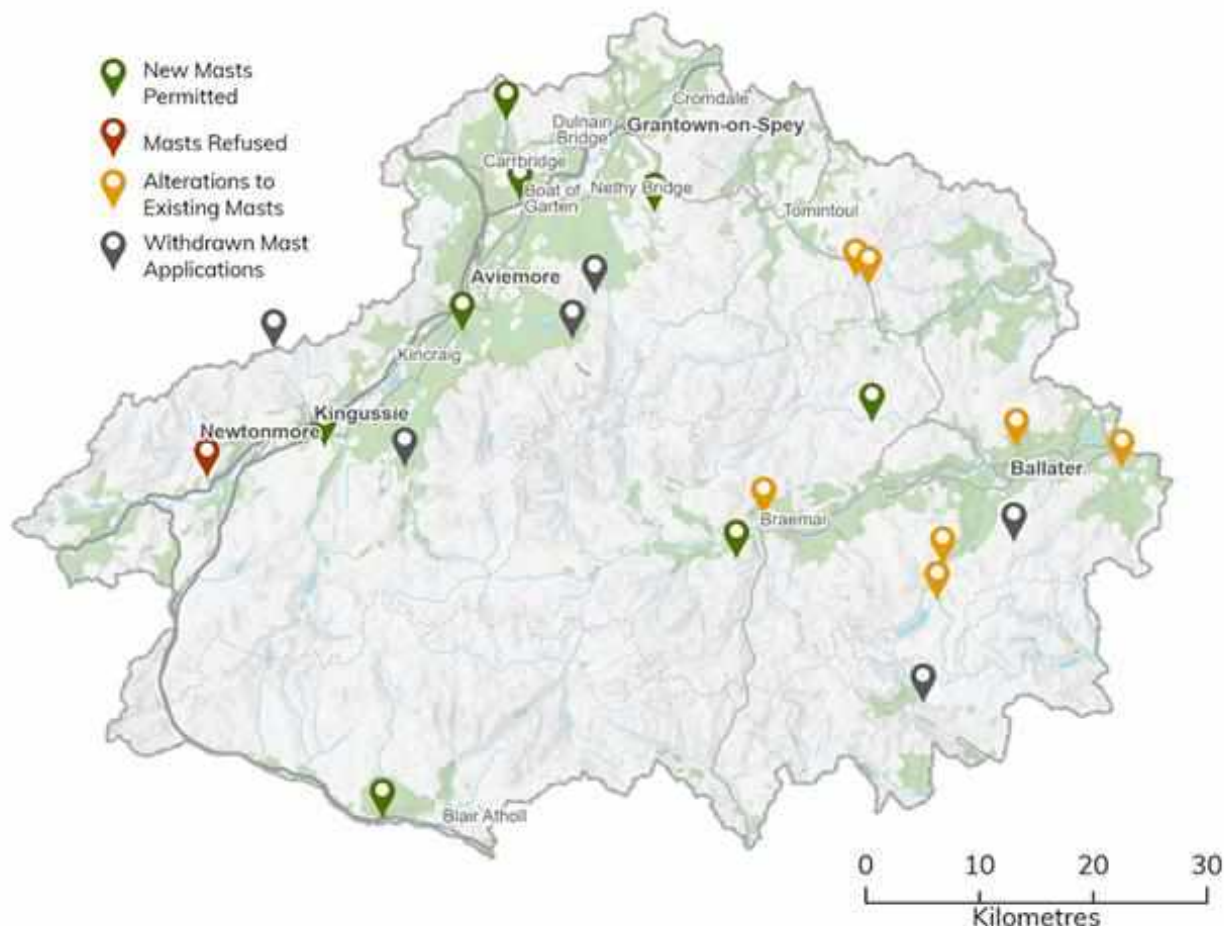 New Masts
Permitted
Masts Refused
Alterations to
Existing Masts
Withdrawn Mast
Applications
Cromdale
Dulnain
Bridge
Grantown-on-Spey
Carrbridge
Boat of
Garten
Nethy Bridge
Tomintoul
Aviemore
Kincraig
Kingussie
Newtonmore
Ballater
Braemar
Blair Atholl
0 10 20 30
Kilometres